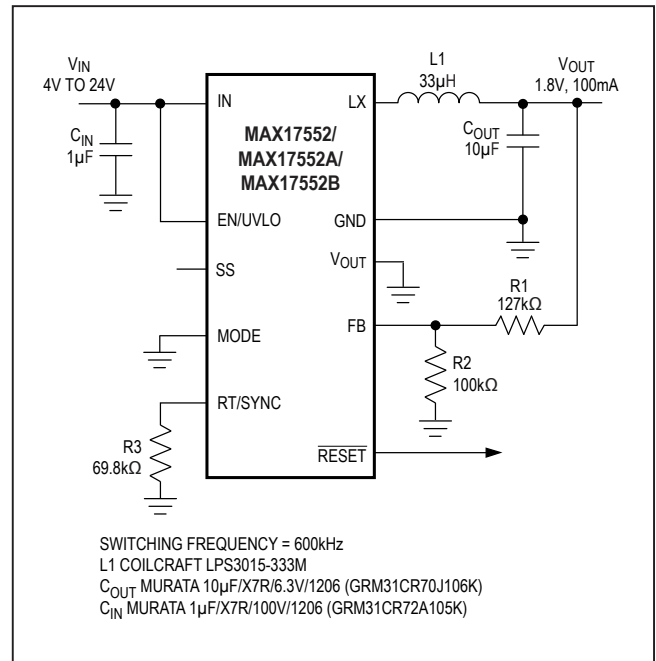 VIN
4V TO 24V
CIN
1µF
IN
EN/UVLO
SS
MODE
RT/SYNC
R3
69.8kΩ
MAX17552/
MAX17552A/
MAX17552B
LX
GND
VOUT
FB
RESET
L1
33µH
VOUT
1.8V, 100mA
COUT
10µF
R1
127kΩ
R2
100kΩ
SWITCHING FREQUENCY = 600kHz
L1 COILCRAFT LPS3015-333M
COUT MURATA 10µF/X7R/6.3V/1206 (GRM31CR70J106K)
CIN MURATA 1µF/X7R/100V/1206 (GRM31CR72A105K)